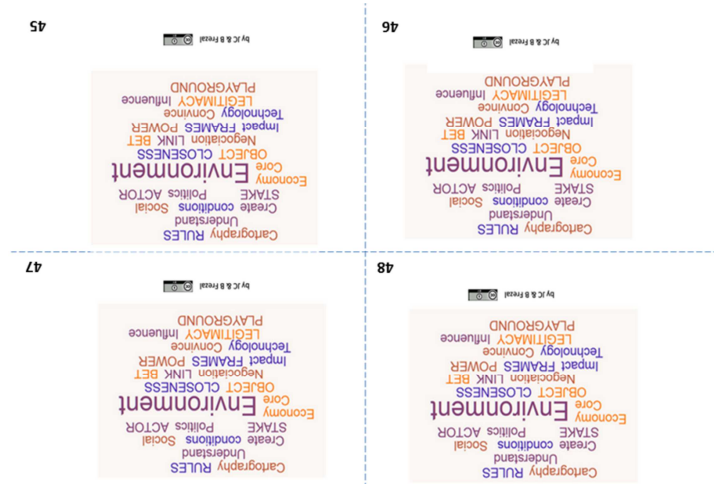 Cartography RULES
Understand
Create conditions Social
STAKE Politics ACTOR
Economy
Core Environment
OBJECT CLOSENESS
Negociation LINK BET
Impact FRAMES POWER
Technology Convince
LEGITIMACY Influence
PLAYGROUND
by JC & B Frezal
48
Cartography RULES
Understand
Create conditions Social
STAKE Politics ACTOR
Economy
Core Environment
OBJECT CLOSENESS
Negociation LINK BET
Impact FRAMES POWER
Technology Convince
LEGITIMACY Influence
PLAYGROUND
by JC & B Frezal
47
Cartography RULES
Understand
Create conditions Social
STAKE Politics ACTOR
Economy
Core Environment
OBJECT CLOSENESS
Negociation LINK BET
Impact FRAMES POWER
Technology Convince
LEGITIMACY Influence
PLAYGROUND
by JC & B Frezal
46
Cartography RULES
Understand
Create conditions Social
STAKE Politics ACTOR
Economy
Core Environment
OBJECT CLOSENESS
Negociation LINK BET
Impact FRAMES POWER
Technology Convince
LEGITIMACY Influence
PLAYGROUND
by JC & B Frezal
45